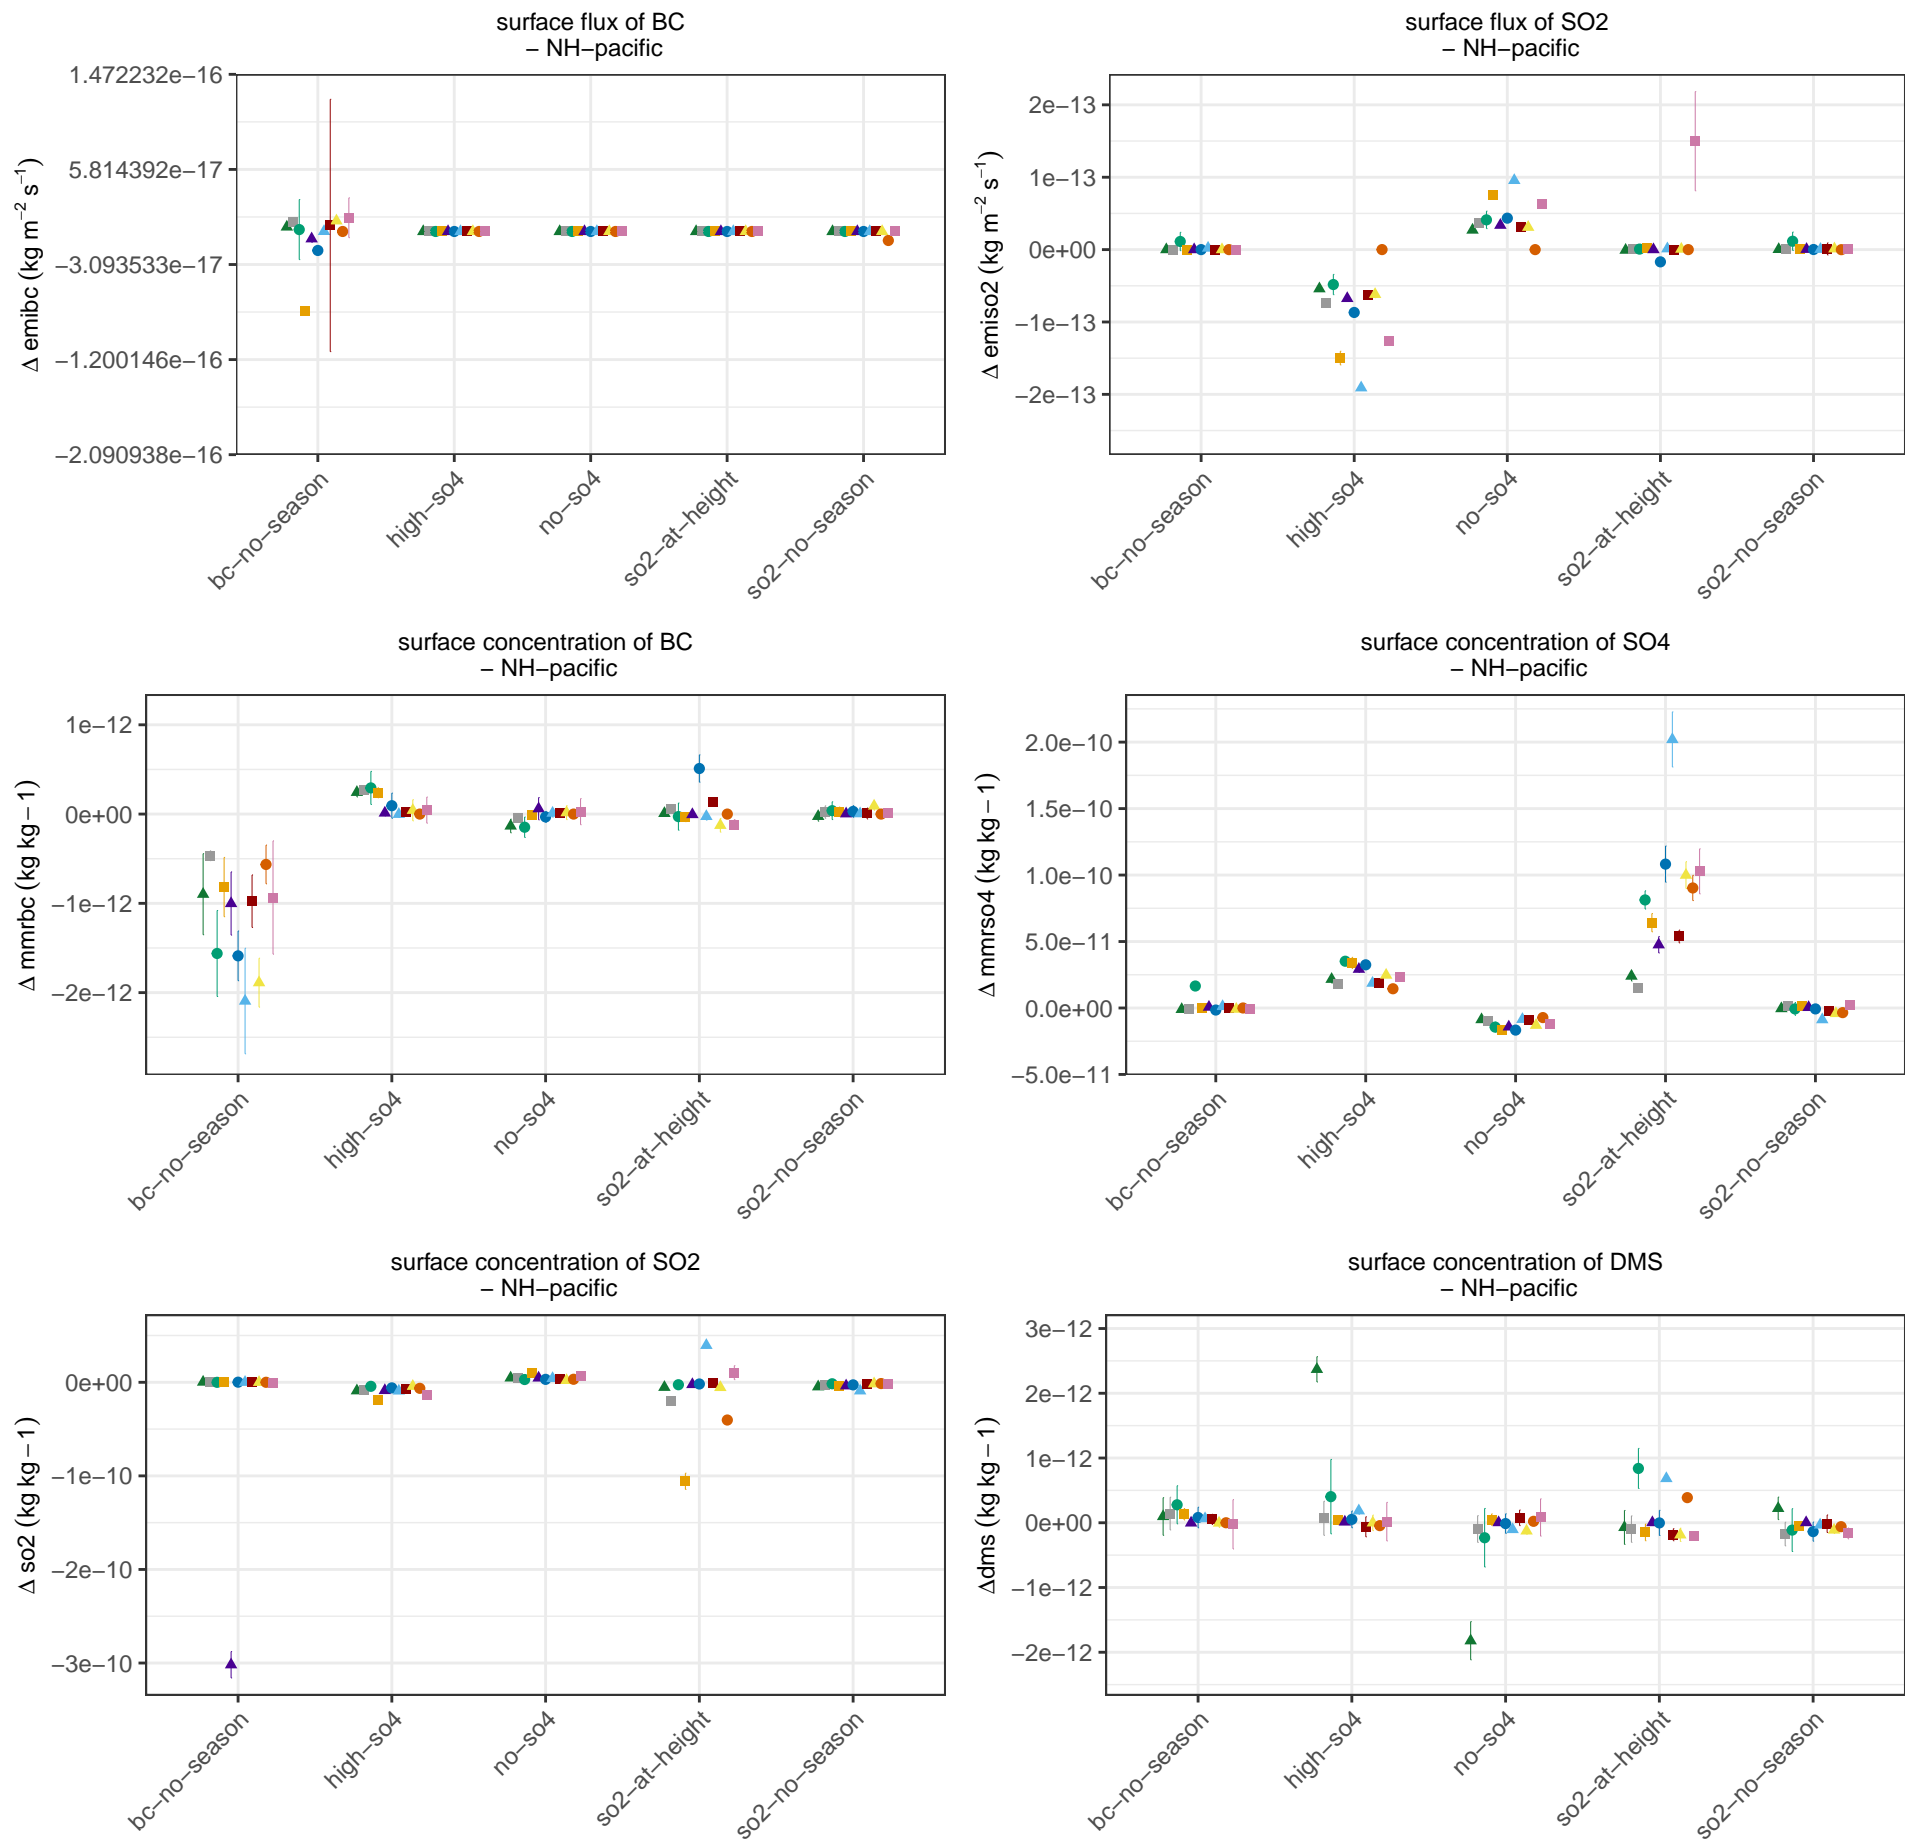 surface flux of BC
− NH−pacific
Δ emibc (kg m−2 s−1)
1.472232e−16
5.814392e−17
−3.093533e−17
−1.200146e−16
−2.090938e−16
bc−no−season
high−so4
no−so4
so2−at−height
so2−no−season
surface flux of SO2
− NH−pacific
Δ emiso2 (kg m−2 s−1)
2e−13
1e−13
0e+00
−1e−13
−2e−13
bc−no−season
high−so4
no−so4
so2−at−height
so2−no−season
surface concentration of BC
− NH−pacific
Δ mmrbc (kg kg − 1)
1e−12
0e+00
−1e−12
−2e−12
bc−no−season
high−so4
no−so4
so2−at−height
so2−no−season
surface concentration of SO4
− NH−pacific
Δ mmrso4 (kg kg − 1)
2.0e−10
1.5e−10
1.0e−10
5.0e−11
0.0e+00
−5.0e−11
bc−no−season
high−so4
no−so4
so2−at−height
so2−no−season
surface concentration of SO2
− NH−pacific
Δ so2 (kg kg − 1)
0e+00
−1e−10
−2e−10
−3e−10
bc−no−season
high−so4
no−so4
so2−at−height
so2−no−season
surface concentration of DMS
− NH−pacific
Δdms (kg kg − 1)
3e−12
2e−12
1e−12
0e+00
−1e−12
−2e−12
bc−no−season
high−so4
no−so4
so2−at−height
so2−no−season